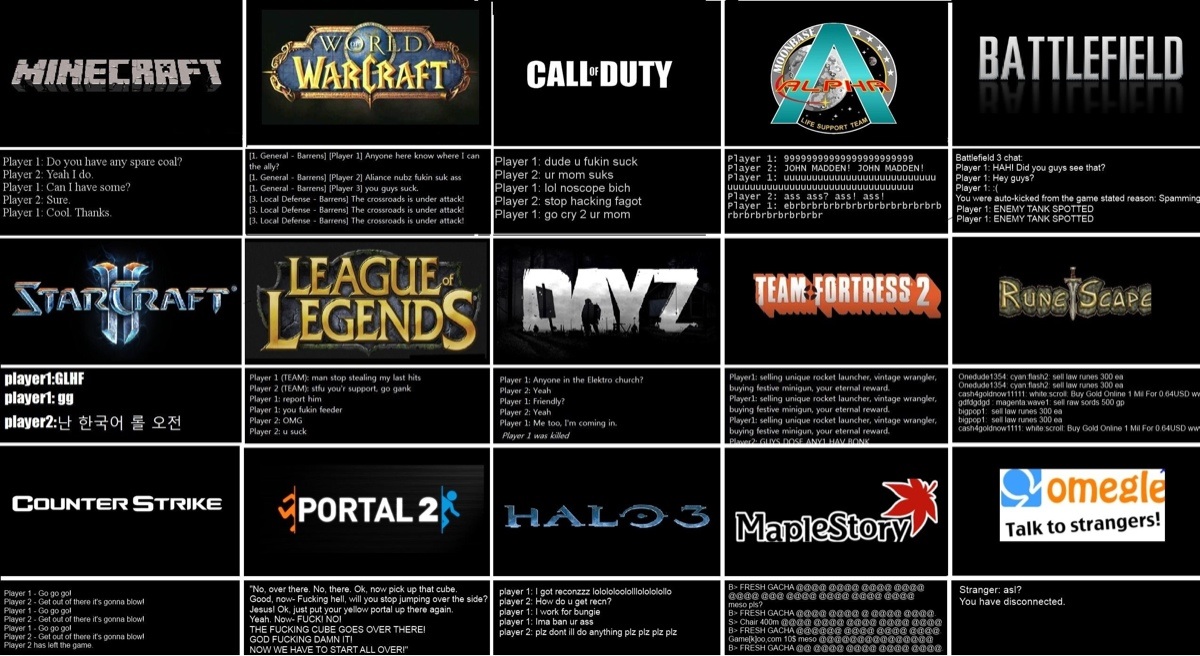 MINECRAFT
WORLD
OF
WARCRAFT
CALL OF DUTY
MOONBASE
ALPHA
LIFE SUPPORT TEAM
BATTLEFIELD
Player 1: Do you have any spare coal?
Player 2: Yeah I do.
Player 1: Can I have some?
Player 2: Sure.
Player 1: Cool. Thanks.
[1. General - Barrens] [Player 1] Anyone here know where I can
the ally?
[1. General - Barrens] [Player 2] Aliance nubz fukin suk ass
[1. General - Barrens] [Player 3] you guys suck.
[3. Local Defense - Barrens] The crossroads is under attack!
[3. Local Defense - Barrens] The crossroads is under attack!
[3. Local Defense - Barrens] The crossroads is under attack!
Player 1: dude u fukin suck
Player 2: ur mom suks
Player 1: lol noscope bich
Player 2: stop hacking fagot
Player 1: go cry 2 ur mom
Player 1: 99999999999999999999999
Player 2: JOHN MADDEN! JOHN MADDEN!
Player 1: uuuuuuuuuuuuuuuuuuuuuuuuuuu
uuuuuuuuuuuuuuuuuuuuuuuuuuuuuuu
Player 2: ass ass? ass! ass!
Player 1: ebrbrbrbrbrbrbrbrbrbrbrbrb
rbrbrbrbrbrbrbrbr
Battlefield 3 chat:
Player 1: HAH! Did you guys see that?
Player 1: Hey guys?
Player 1: :(
You were auto-kicked from the game stated reason: Spamming
Player 1: ENEMY TANK SPOTTED
Player 1: ENEMY TANK SPOTTED
STARCRAFT II
LEAGUE of
LEGENDS
DAYZ
TEAM FORTRESS 2
RUNESCAPE
player1:GLHF
player1: gg
player2:난 한국어 롤 오전
Player 1 (TEAM): man stop stealing my last hits
Player 2 (TEAM): stfu you'r support, go gank
Player 1: report him
Player 1: you fukin feeder
Player 2: OMG
Player 2: u suck
Player 1: Anyone in the Elektro church?
Player 2: Yeah
Player 1: Friendly?
Player 2: Yeah
Player 1: Me too, I'm coming in.
Player 1 was killed
Player1: selling unique rocket launcher, vintage wrangler,
buying festive minigun, your eternal reward.
Player1: selling unique rocket launcher, vintage wrangler,
buying festive minigun, your eternal reward.
Player1: selling unique rocket launcher, vintage wrangler,
buying festive minigun, your eternal reward.
Player2: GUYS DOSE ANY1 HAV BONK
Onedude1354: cyan flash2: sell law runes 300 ea
Onedude1354: cyan flash2: sell law runes 300 ea
cash4goldnow11111: white:scroll: Buy Gold Online 1 Mil For 0.64USD ww
gdfdgdgd : magenta:wave1: sell raw sords 500 gp
bigpop1: sell law runes 300 ea
bigpop1: sell law runes 300 ea
cash4goldnow1111: white:scroll: Buy Gold Online 1 Mil For 0.64USD ww
COUNTER STRIKE
PORTAL 2
HALO 3
MapleStory
omegle
Talk to strangers!
Player 1 - Go go go!
Player 2 - Get out of there it's gonna blow!
Player 1 - Go go go!
Player 2 - Get out of there it's gonna blow!
Player 1 - Go go go!
Player 2 - Get out of there it's gonna blow!
Player 2 has left the game.
"No, over there. No, there. Ok, now pick up that cube.
Good, now- Fucking hell, will you stop jumping over the side?
Jesus! Ok, just put your yellow portal up there again.
Yeah. Now- FUCK! NO!
THE FUCKING CUBE GOES OVER THERE!
GOD FUCKING DAMN IT!
NOW WE HAVE TO START ALL OVER!"
player 1: I got reconzzz lolololoolllolololollo
player 2: How do u get recn?
player 1: I work for bungie
player 1: Ima ban ur ass
player 2: plz dont ill do anything plz plz plz plz
B> FRESH GACHA @@@@ @@@@ @@@@ @@@@
@@@@ @@@ @@@@ @@@@ @@@@ @@@@
meso pls?
B> FRESH GACHA @@@@ @@@@ @ @@@@ @@@@
S> Chair 400m @@@@ @@@@ @@@@ @@@@
B> FRESH GACHA @@@@@@ @@@@ @@@@ @@@@
Game[k]oo,com 10$ meso @@@@@@@@@@@@@@@
B> FRESH GACHA @@ @@@@ @@@@ @@@@ @@@@
Stranger: asl?
You have disconnected.